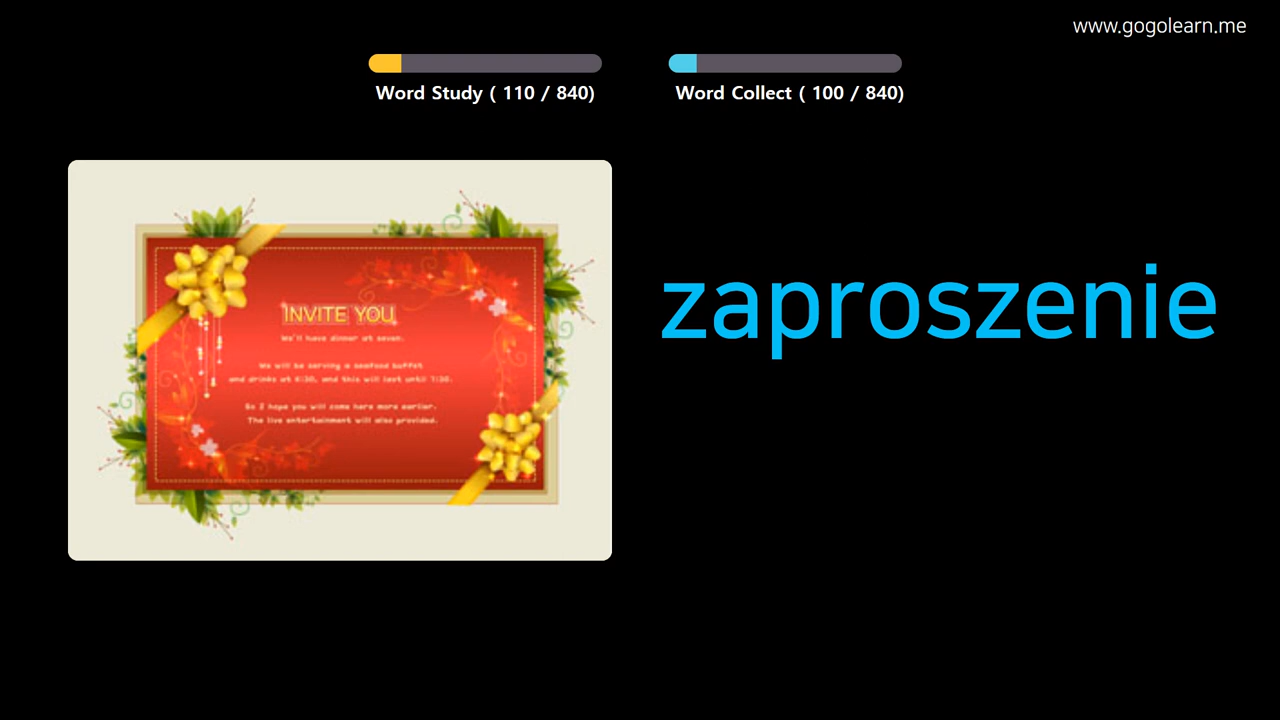 www.gogolearn.me
Word Study ( 110 / 840)
Word Collect ( 100 / 840)
INVITE YOU
We'll have dinner at seven.
We will be serving a seafood buffet
and drinks at 6:30, and this will last until 1:30.
So I hope you will come here more earlier.
The live entertainment will also provided.
zaproszenie